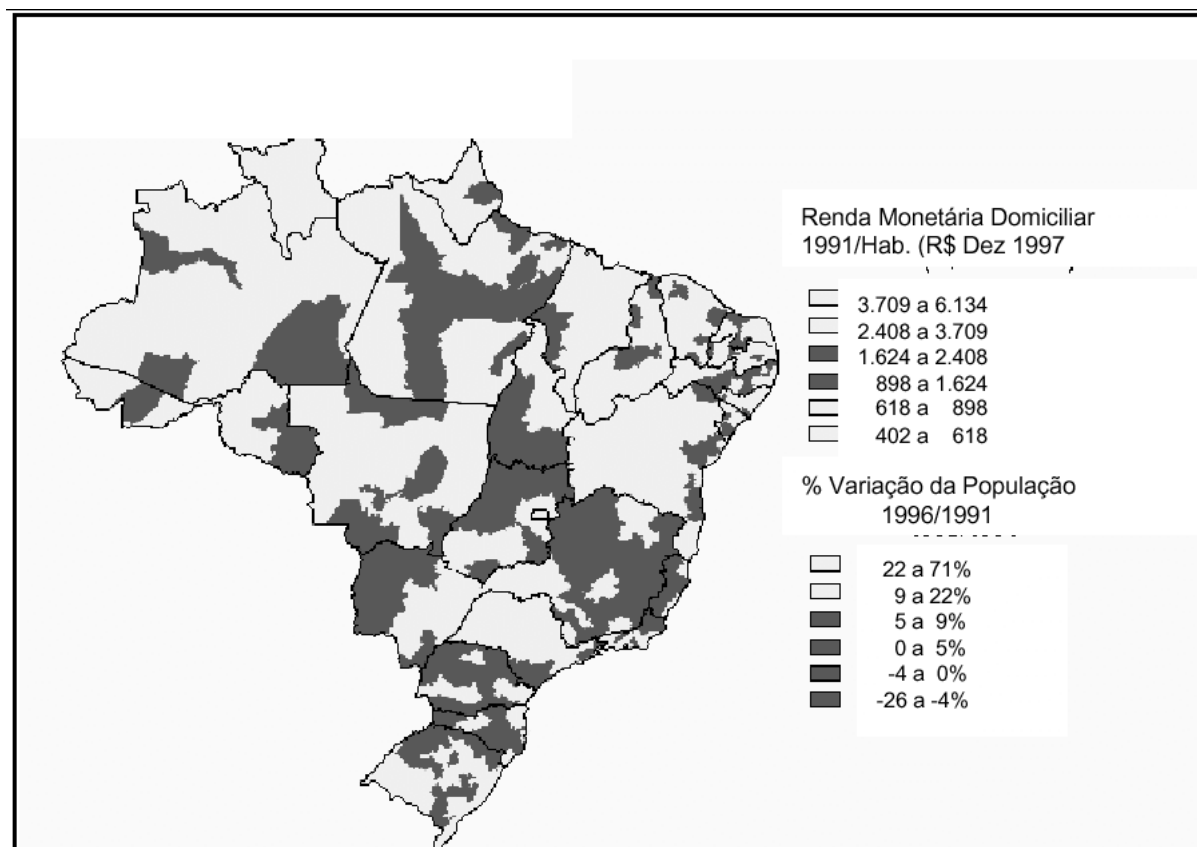 Renda Monetária Domiciliar
1991/Hab. (R$ Dez 1997
3.709 a 6.134
2.408 a 3.709
1.624 a 2.408
898 a 1.624
618 a 898
402 a 618
% Variação da População
1996/1991
22 a 71%
9 a 22%
5 a 9%
0 a 5%
-4 a 0%
-26 a -4%